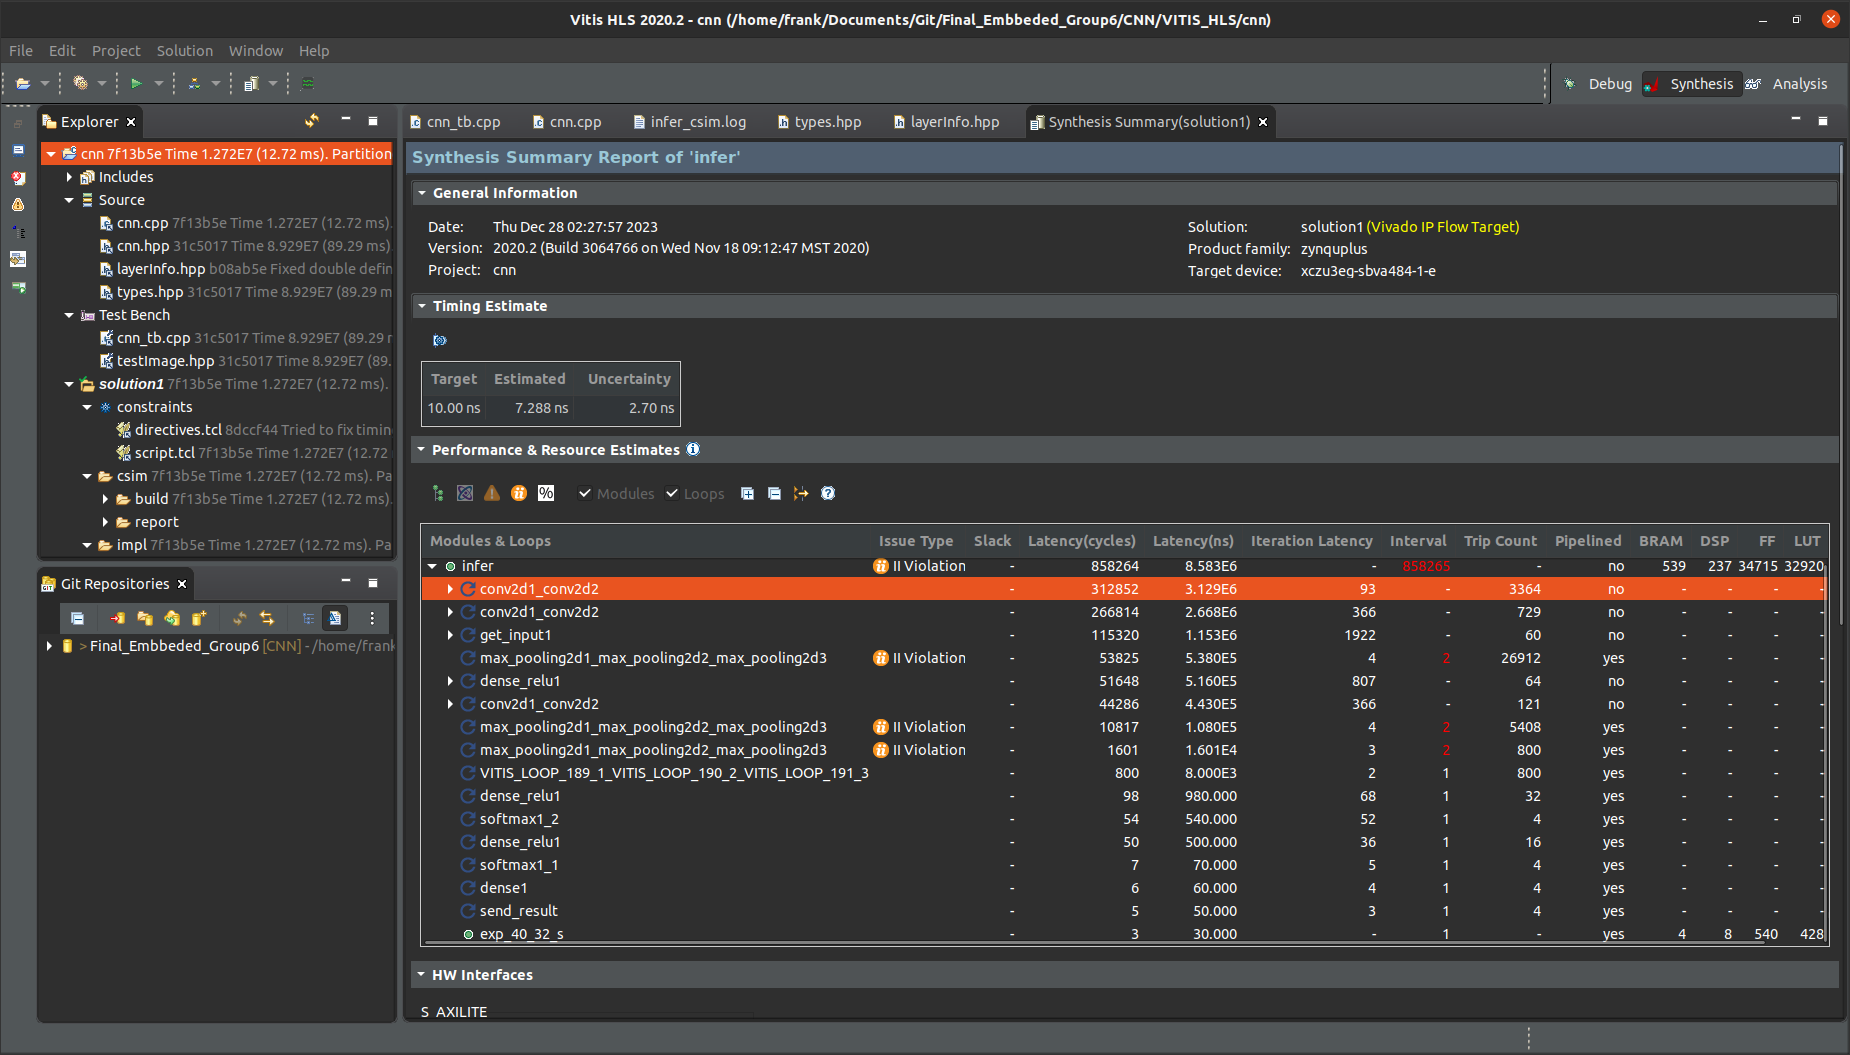 Vitis HLS 2020.2 - cnn (/home/frank/Documents/Git/Final_Embbeded_Group6/CNN/VITIS_HLS/cnn)
File Edit Project Solution Window Help
Debug Synthesis Analysis
Explorer
cnn 7f13b5e Time 1.272E7 (12.72 ms). Partition
Includes
Source
cnn.cpp 7f13b5e Time 1.272E7 (12.72 ms).
cnn.hpp 31c5017 Time 8.929E7 (89.29 ms)
layerInfo.hpp b08ab5e Fixed double defin
types.hpp 31c5017 Time 8.929E7 (89.29 m
Test Bench
cnn_tb.cpp 31c5017 Time 8.929E7 (89.29 m
testImage.hpp 31c5017 Time 8.929E7 (89.
solution1 7f13b5e Time 1.272E7 (12.72 ms).
constraints
directives.tcl 8dccf44 Tried to fix timin
script.tcl 7f13b5e Time 1.272E7 (12.72
csim 7f13b5e Time 1.272E7 (12.72 ms). Pa
build 7f13b5e Time 1.272E7 (12.72 ms).
report
impl 7f13b5e Time 1.272E7 (12.72 ms). Pa
Git Repositories
> Final_Embbeded_Group6 [CNN] - /home/frank
cnn_tb.cpp cnn.cpp infer_csim.log types.hpp layerInfo.hpp Synthesis Summary(solution1)
Synthesis Summary Report of 'infer'
General Information
Date: Thu Dec 28 02:27:57 2023 Solution: solution1 (Vivado IP Flow Target)
Version: 2020.2 (Build 3064766 on Wed Nov 18 09:12:47 MST 2020) Product family: zynquplus
Project: cnn Target device: xczu3eg-sbva484-1-e
Timing Estimate
Target Estimated Uncertainty
10.00 ns 7.288 ns 2.70 ns
Performance & Resource Estimates
% Modules Loops
Modules & Loops Issue Type Slack Latency(cycles) Latency(ns) Iteration Latency Interval Trip Count Pipelined BRAM DSP FF LUT
infer II Violation - 858264 8.583E6 - 858265 - no 539 237 34715 32920
conv2d1_conv2d2 - 312852 3.129E6 93 - 3364 no - - - -
conv2d1_conv2d2 - 266814 2.668E6 366 - 729 no - - - -
get_input1 - 115320 1.153E6 1922 - 60 no - - - -
max_pooling2d1_max_pooling2d2_max_pooling2d3 II Violation - 53825 5.380E5 4 2 26912 yes - - - -
dense_relu1 - 51648 5.160E5 807 - 64 no - - - -
conv2d1_conv2d2 - 44286 4.430E5 366 - 121 no - - - -
max_pooling2d1_max_pooling2d2_max_pooling2d3 II Violation - 10817 1.080E5 4 2 5408 yes - - - -
max_pooling2d1_max_pooling2d2_max_pooling2d3 II Violation - 1601 1.601E4 3 2 800 yes - - - -
VITIS_LOOP_189_1_VITIS_LOOP_190_2_VITIS_LOOP_191_3 - 800 8.000E3 2 1 800 yes - - - -
dense_relu1 - 98 980.000 68 1 32 yes - - - -
softmax1_2 - 54 540.000 52 1 4 yes - - - -
dense_relu1 - 50 500.000 36 1 16 yes - - - -
softmax1_1 - 7 70.000 5 1 4 yes - - - -
dense1 - 6 60.000 4 1 4 yes - - - -
send_result - 5 50.000 3 1 4 yes - - - -
exp_40_32_s - 3 30.000 - 1 - yes 4 8 540 428
HW Interfaces
S_AXILITE